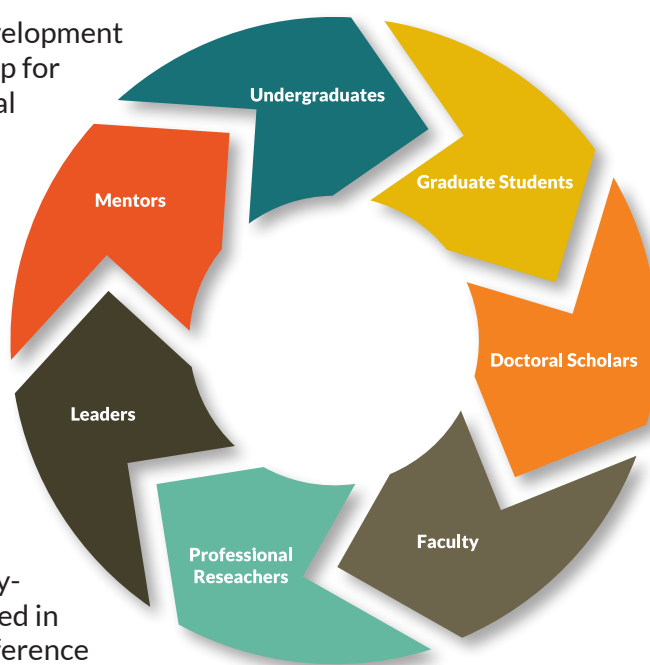 velopment
p for
al
Undergraduates
Graduate Students
Mentors
Doctoral Scholars
Leaders
Faculty
Professional
Reseachers
y-
ed in
ference